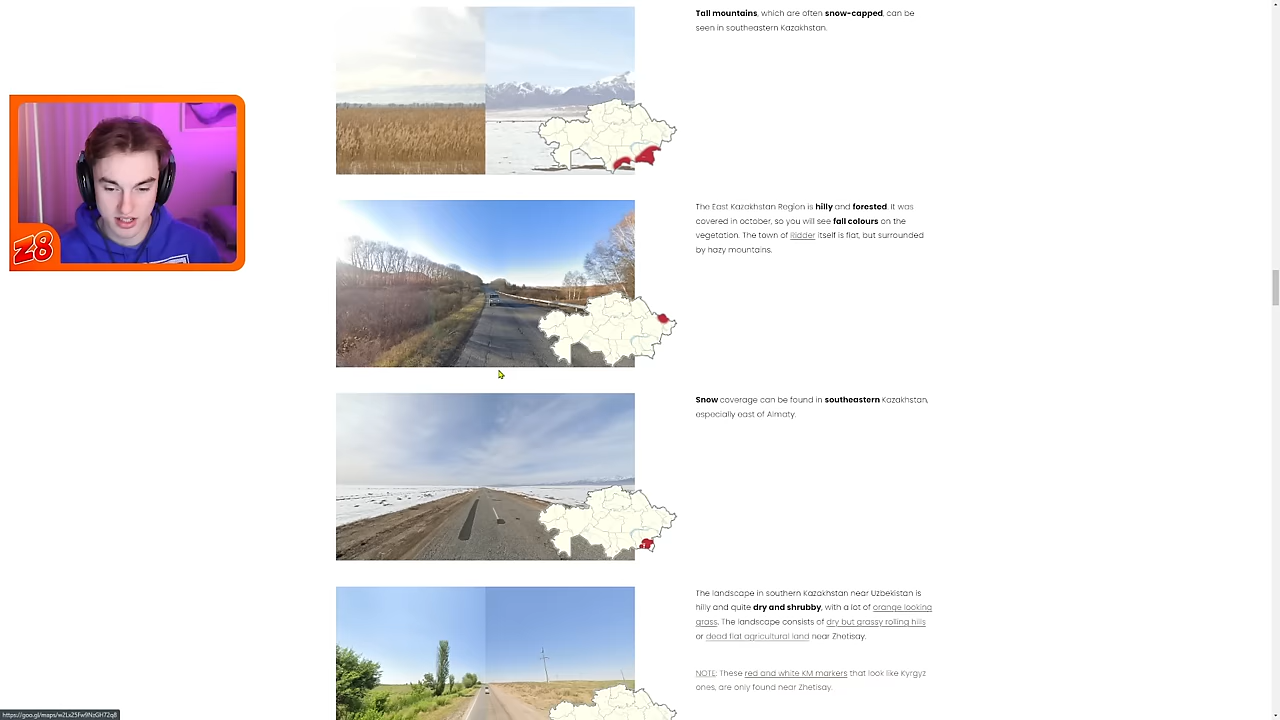 Tall mountains, which are often snow-capped, can be
seen in southeastern Kazakhstan.
z8
The East Kazakhstan Region is hilly and forested. It was
covered in october, so you will see fall colours on the
vegetation. The town of Ridder itself is flat, but surrounded
by hazy mountains.
Snow coverage can be found in southeastern Kazakhstan,
especially east of Almaty.
The landscape in southern Kazakhstan near Uzbekistan is
hilly and quite dry and shrubby, with a lot of orange looking
grass. The landscape consists of dry but grassy rolling hills
or dead flat agricultural land near Zhetisay.
NOTE: These red and white KM markers that look like Kyrgyz
ones, are only found near Zhetisay.